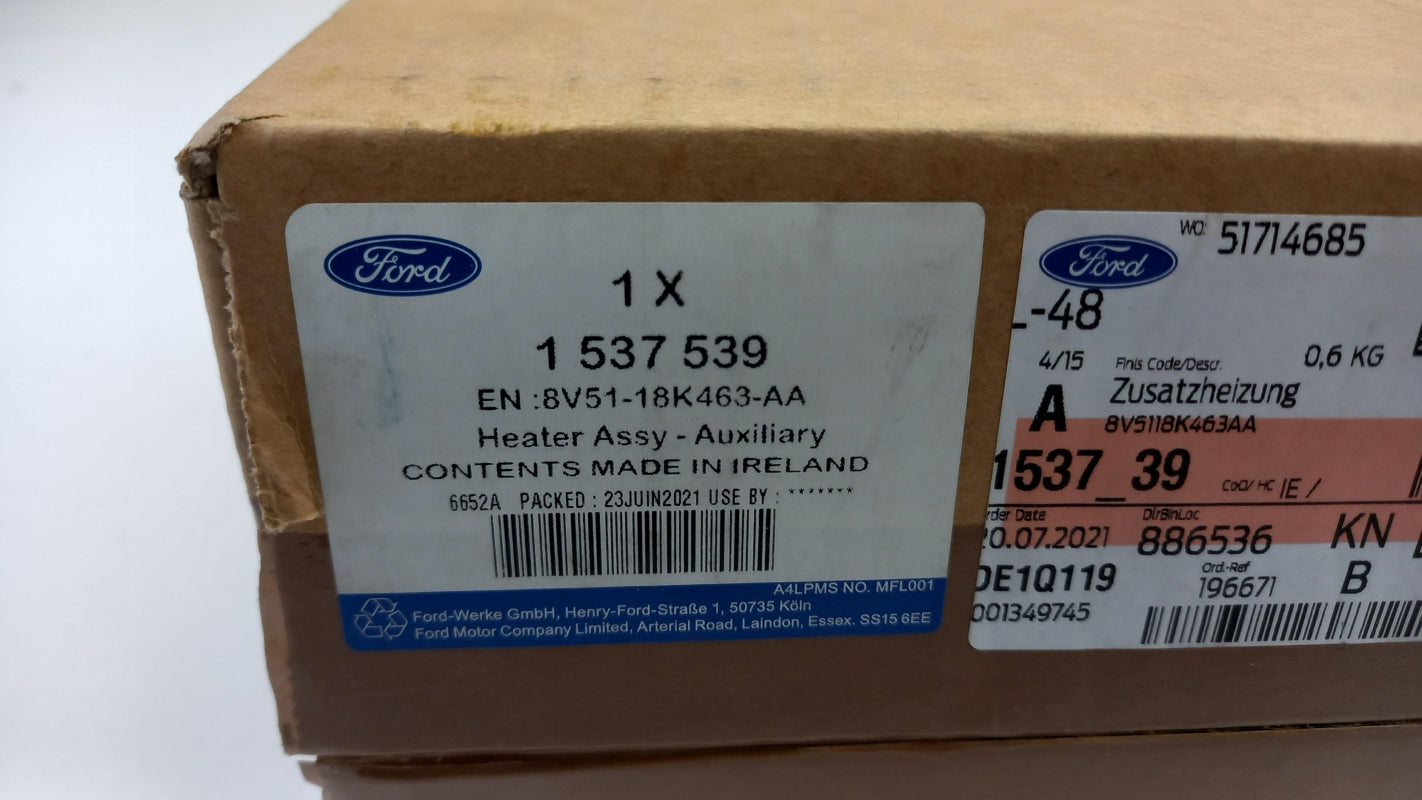 Ford
1 X
1 537 539
EN :8V51-18K463-AA
Heater Assy - Auxiliary
CONTENTS MADE IN IRELAND
6652A PACKED : 23JUIN2021 USE BY : *******
A4LPMS NO. MFL001
Ford-Werke GmbH, Henry-Ford-Straße 1, 50735 Köln
Ford Motor Company Limited, Arterial Road, Laindon, Essex. SS15 6EE
WO: 51714685
Ford
-48
4/15 Finis Code/Descr. 0,6 KG
Zusatzheizung
A 8V5118K463AA
1537_39 CoO/ HC IE /
Date DlrBinLoc
20.07.2021 886536 KN
DE1Q119 Ord.-Ref
196671 B
001349745